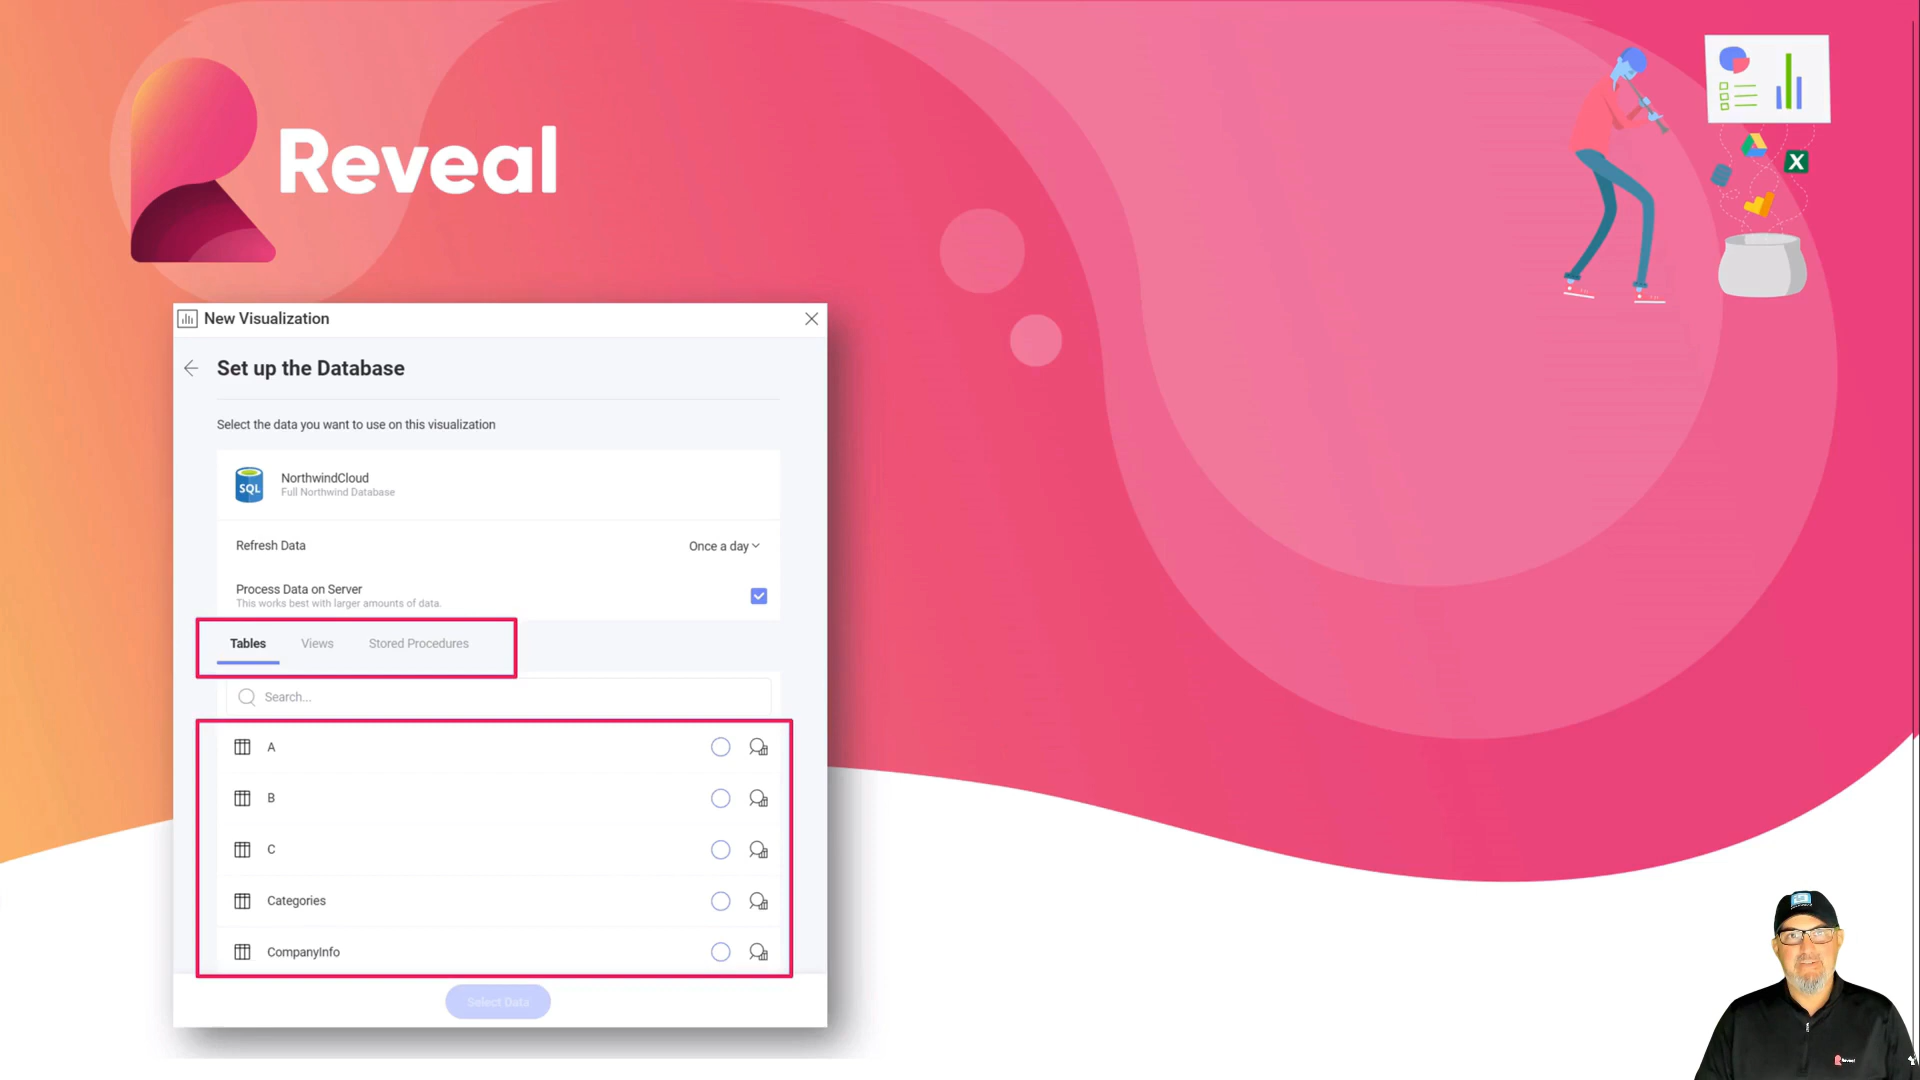 Reveal
X
New Visualization
Set up the Database
Select the data you want to use on this visualization
SQL
NorthwindCloud
Full Northwind Database
Refresh Data
Once a day
Process Data on Server
This works best with larger amounts of data.
Tables Views Stored Procedures
Search...
A
B
C
Categories
CompanyInfo
Select Data
Reveal